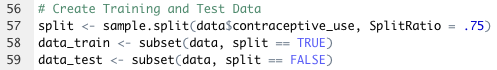 56 # Create Training and Test Data
57 split <- sample.split(data$contraceptive_use, SplitRatio = .75)
58 data_train <- subset(data, split == TRUE)
59 data_test <- subset(data, split == FALSE)